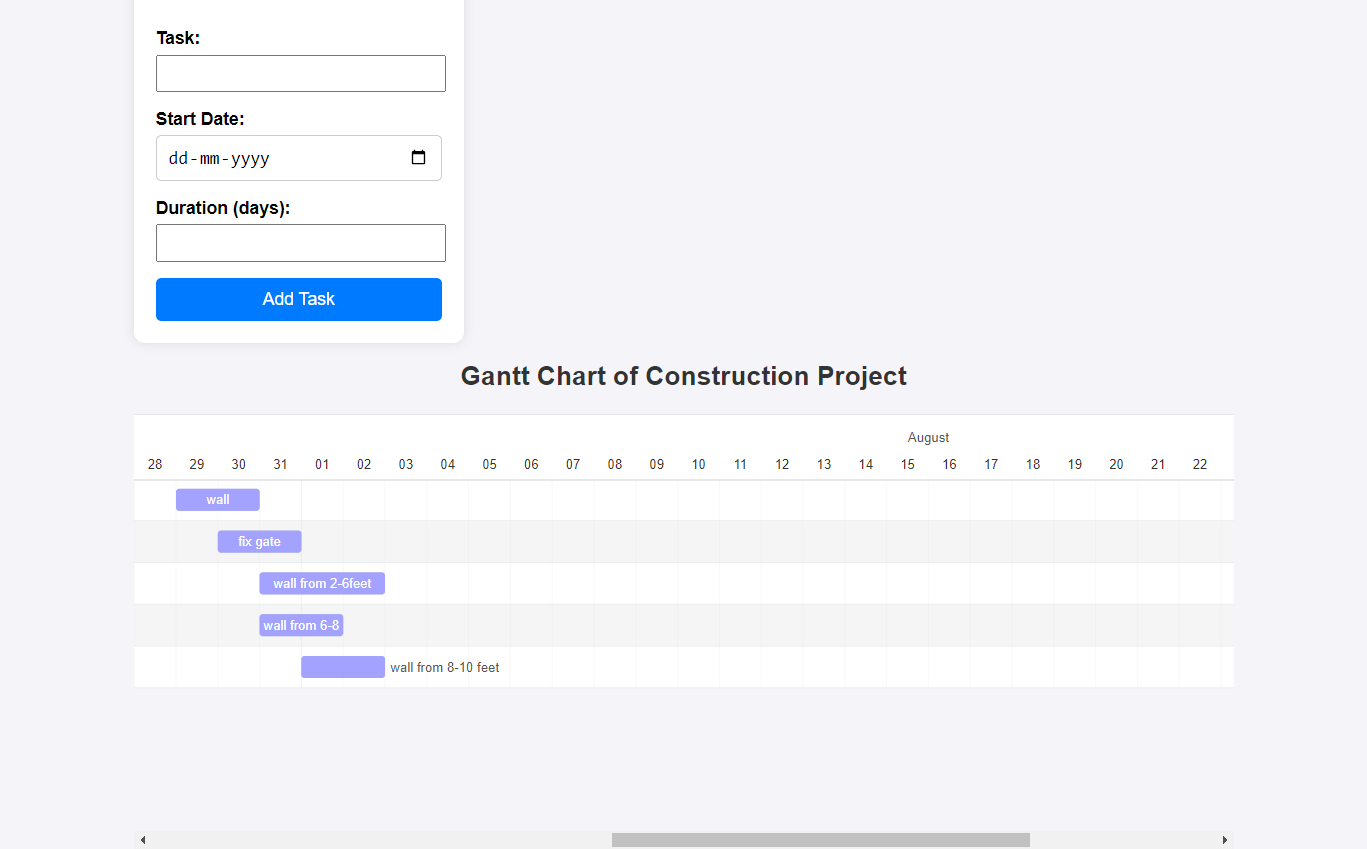 Task:
Start Date:
dd-mm-yyyy
Duration (days):
Add Task
Gantt Chart of Construction Project
August
28 29 30 31 01 02 03 04 05 06 07 08 09 10 11 12 13 14 15 16 17 18 19 20 21 22
wall
fix gate
wall from 2-6feet
wall from 6-8
wall from 8-10 feet